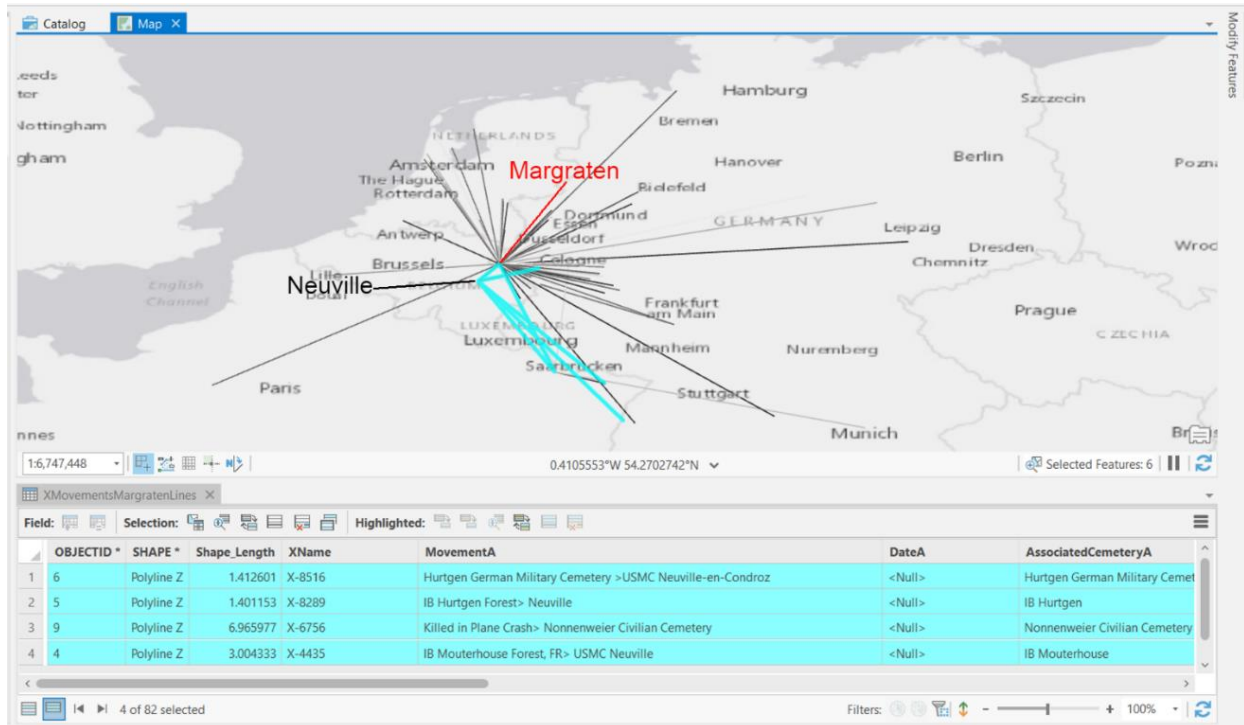 Catalog Map
Modify Features
eeds
ter
Nottingham
gham
Hamburg
Szczecin
Bremen
NETHERLANDS
Amsterdam
Margraten
Hanover
Berlin
Pozna
The Hague
Rotterdam
Bielefeld
Dortmund
Essen
GERMANY
Antwerp
Dusseldorf
Leipzig
Dresden
Wroc
Brussels
Cologne
Chemnitz
Lille
Neuville
English
Channel
Frankfurt
am Main
Prague
LUXEMBOURG
CZECHIA
Luxembourg
Mannheim
Nuremberg
Saarbrücken
Paris
Stuttgart
nnes
Munich
1:6,747,448 0.4105553°W 54.2702742°N Selected Features: 6
XMovementsMargratenLines
Field: Selection: Highlighted:
OBJECTID * SHAPE * Shape_Length XName MovementA DateA AssociatedCemeteryA
1 6 Polyline Z 1.412601 X-8516 Hurtgen German Military Cemetery >USMC Neuville-en-Condroz <Null> Hurtgen German Military Cemet
2 5 Polyline Z 1.401153 X-8289 IB Hurtgen Forest> Neuville <Null> IB Hurtgen
3 9 Polyline Z 6.965977 X-6756 Killed in Plane Crash> Nonnenweier Civilian Cemetery <Null> Nonnenweier Civilian Cemetery
4 4 Polyline Z 3.004333 X-4435 IB Mouterhouse Forest, FR> USMC Neuville <Null> IB Mouterhouse
4 of 82 selected Filters: - + 100%